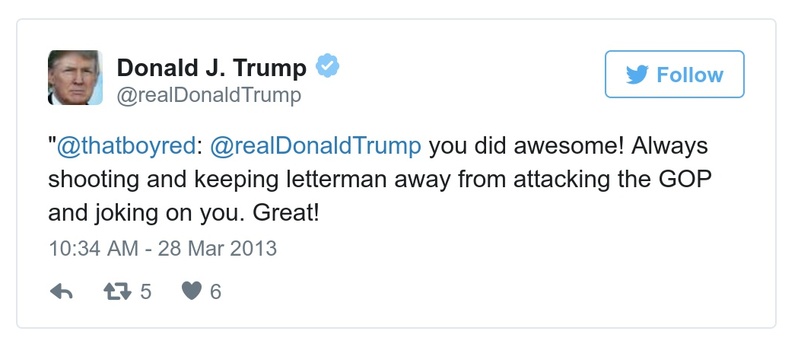 Donald J. Trump
@realDonaldTrump
Follow
"@thatboyred: @realDonaldTrump you did awesome! Always
shooting and keeping letterman away from attacking the GOP
and joking on you. Great!
10:34 AM - 28 Mar 2013
5 6